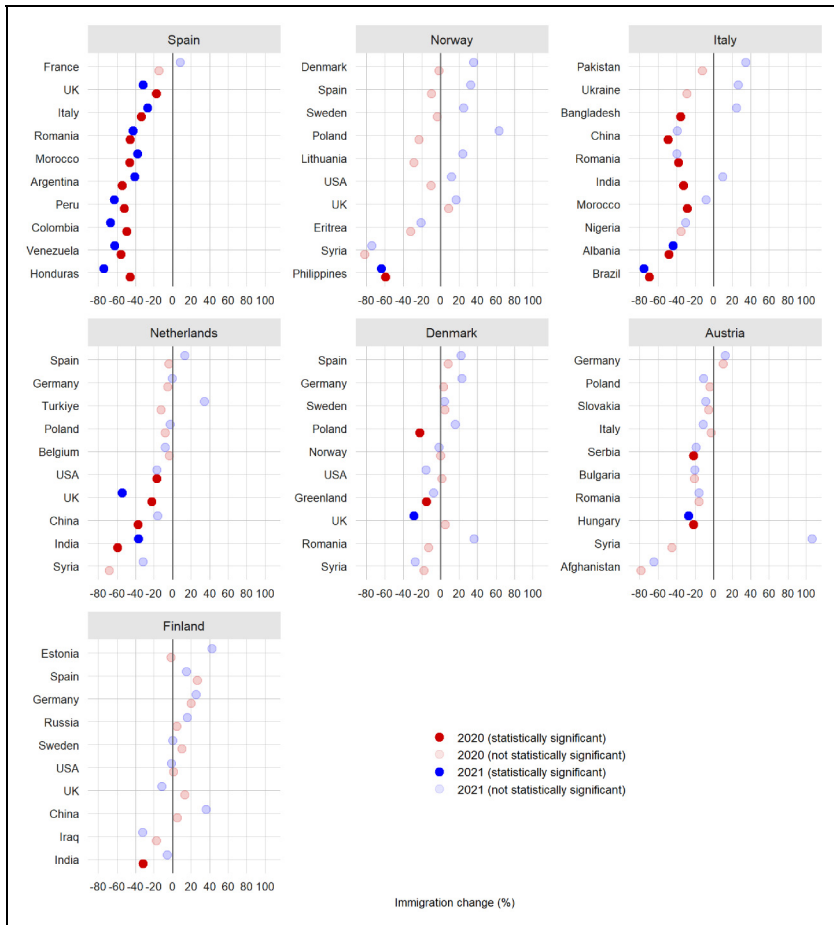 Spain
Norway
Italy
France
UK
Italy
Romania
Morocco
Argentina
Peru
Colombia
Venezuela
Honduras
-80 -60 -40 -20 0 20 40 60 80 100
Denmark
Spain
Sweden
Poland
Lithuania
USA
UK
Eritrea
Syria
Philippines
-80 -60 -40 -20 0 20 40 60 80 100
Pakistan
Ukraine
Bangladesh
China
Romania
India
Morocco
Nigeria
Albania
Brazil
-80 -60 -40 -20 0 20 40 60 80 100
Netherlands
Denmark
Austria
Spain
Germany
Turkiye
Poland
Belgium
USA
UK
China
India
Syria
-80 -60 -40 -20 0 20 40 60 80 100
Spain
Germany
Sweden
Poland
Norway
USA
Greenland
UK
Romania
Syria
-80 -60 -40 -20 0 20 40 60 80 100
Germany
Poland
Slovakia
Italy
Serbia
Bulgaria
Romania
Hungary
Syria
Afghanistan
-80 -60 -40 -20 0 20 40 60 80 100
Finland
Estonia
Spain
Germany
Russia
Sweden
USA
UK
China
Iraq
India
-80 -60 -40 -20 0 20 40 60 80 100
2020 (statistically significant)
2020 (not statistically significant)
2021 (statistically significant)
2021 (not statistically significant)
Immigration change (%)